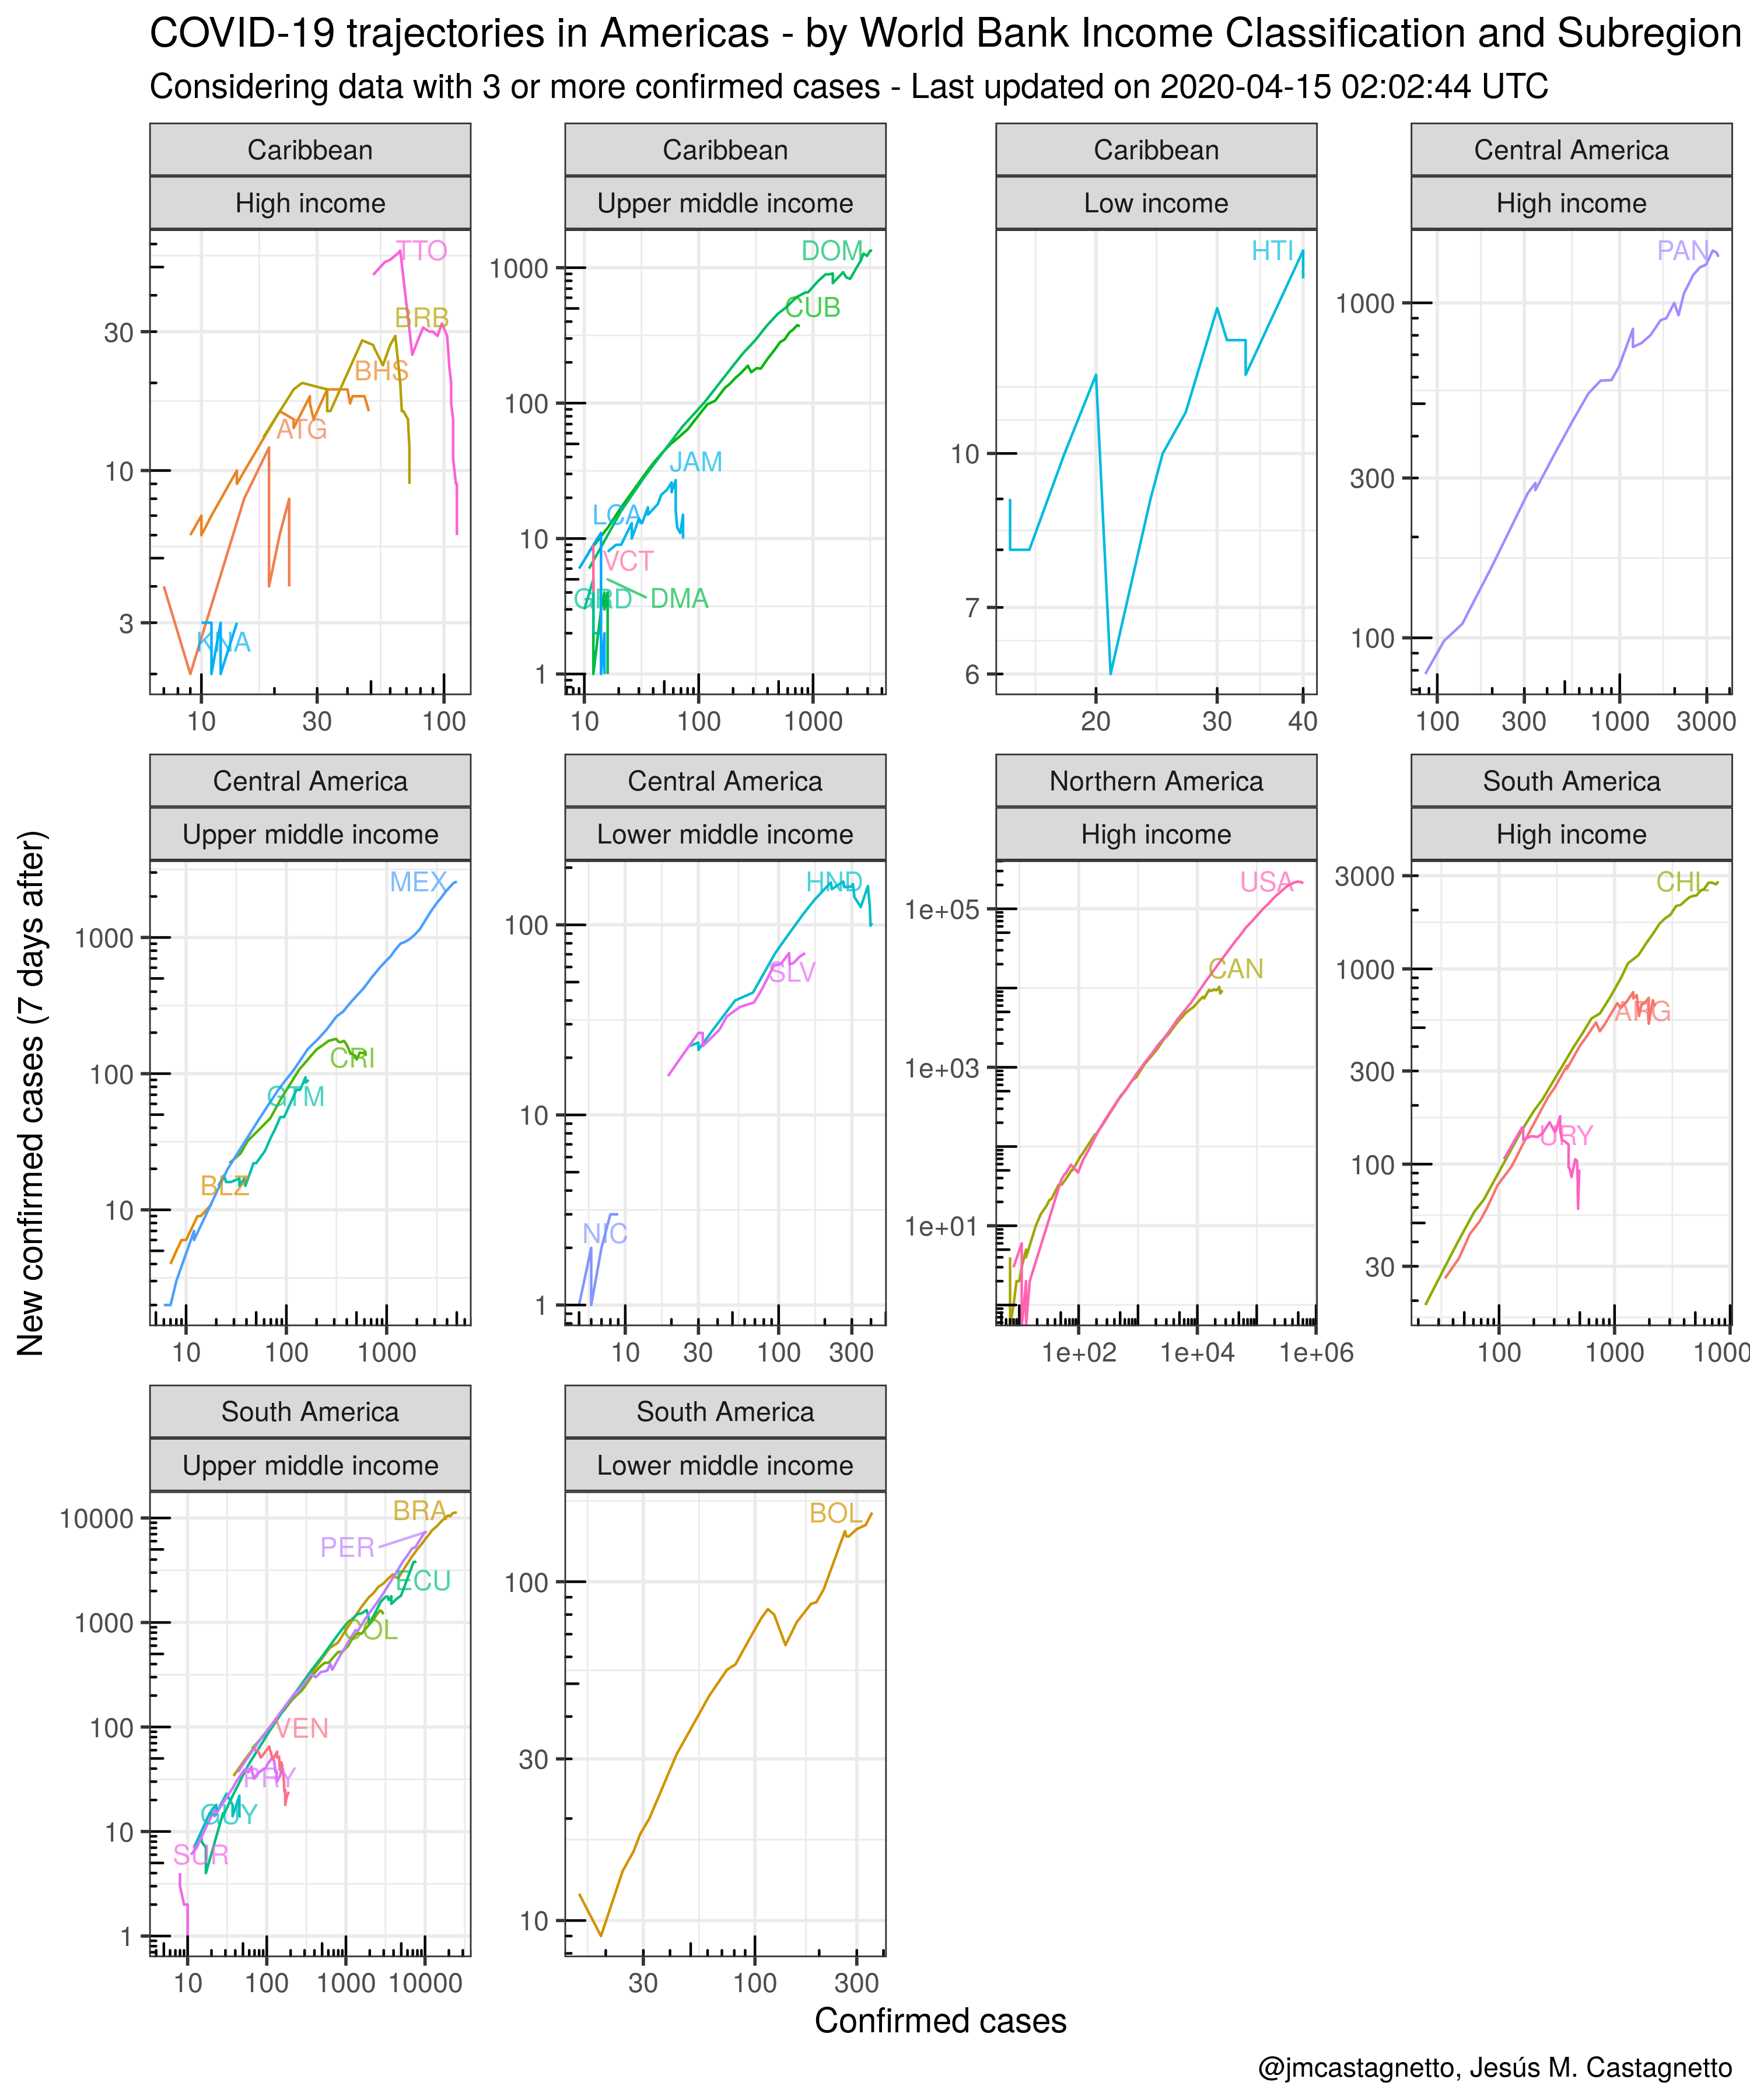 COVID-19 trajectories in Americas - by World Bank Income Classification and Subregion
Considering data with 3 or more confirmed cases - Last updated on 2020-04-15 02:02:44 UTC
Caribbean
High income
TTO
BRB
BHS
ATG
KNA
30
10
3
10 30 100
Caribbean
Upper middle income
DOM
CUB
JAM
LCA
VCT
GRD
DMA
1000
100
10
1
10 100 1000
Caribbean
Low income
HTI
10
7
6
20 30 40
Central America
High income
PAN
1000
300
100
100 300 1000 3000
Central America
Upper middle income
MEX
CRI
GTM
BLZ
1000
100
10
10 100 1000
Central America
Lower middle income
HND
SLV
NIC
100
10
1
10 30 100 300
Northern America
High income
USA
CAN
1e+05
1e+03
1e+01
1e+02 1e+04 1e+06
South America
High income
CHL
ARG
URY
3000
1000
300
100
30
100 1000 1000
South America
Upper middle income
BRA
PER
ECU
COL
VEN
PRY
GUY
SUR
10000
1000
100
10
1
10 100 1000 10000
South America
Lower middle income
BOL
100
30
10
30 100 300
New confirmed cases (7 days after)
Confirmed cases
@jmcastagnetto, Jesús M. Castagnetto